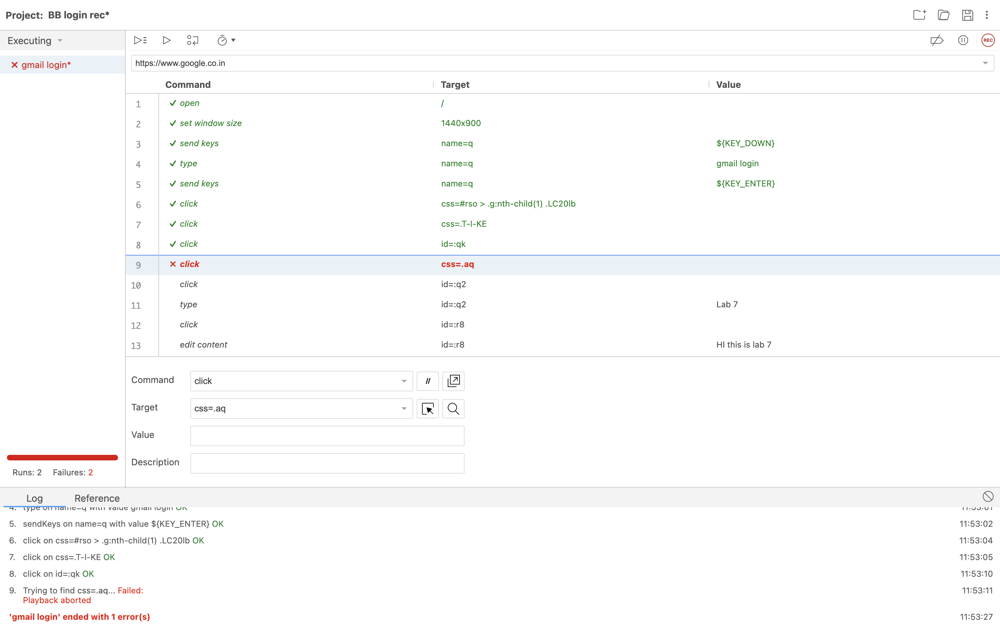 Project: BB login rec*
Executing
REC
✕ gmail login*
https://www.google.co.in
Command Target Value
1 ✓ open /
2 ✓ set window size 1440x900
3 ✓ send keys name=q ${KEY_DOWN}
4 ✓ type name=q gmail login
5 ✓ send keys name=q ${KEY_ENTER}
6 ✓ click css=#rso > .g:nth-child(1) .LC20lb
7 ✓ click css=.T-I-KE
8 ✓ click id=:qk
9 ✕ click css=.aq
10 click id=:q2
11 type id=:q2 Lab 7
12 click id=:r8
13 edit content id=:r8 HI this is lab 7
Command click //
Target css=.aq
Value
Description
Runs: 2 Failures: 2
Log Reference
4. type on name=q with value gmail login OK 11:53:01
5. sendKeys on name=q with value ${KEY_ENTER} OK 11:53:02
6. click on css=#rso > .g:nth-child(1) .LC20lb OK 11:53:04
7. click on css=.T-I-KE OK 11:53:05
8. click on id=:qk OK 11:53:10
9. Trying to find css=.aq... Failed: 11:53:11
Playback aborted
'gmail login' ended with 1 error(s) 11:53:27